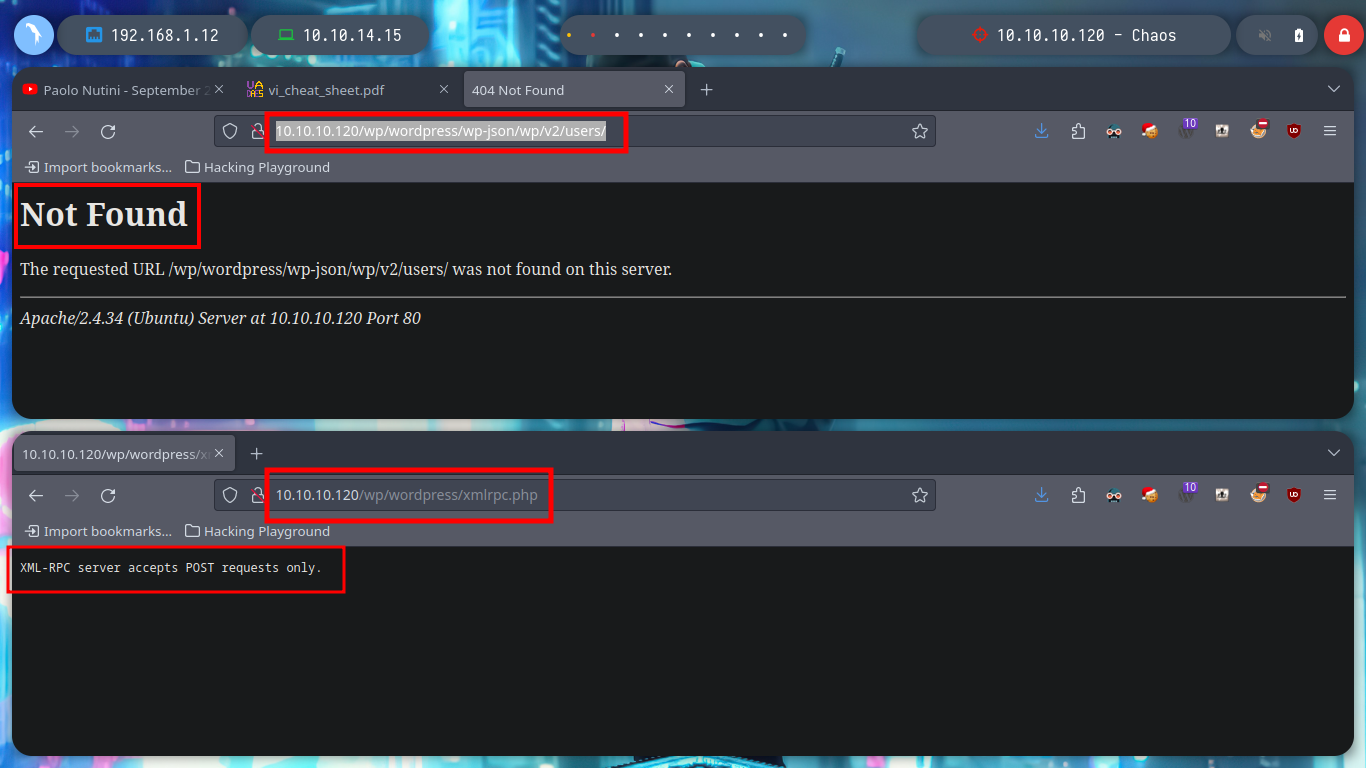 192.168.1.12
10.10.14.15
10.10.10.120 - Chaos
Paolo Nutini - September 2
vi_cheat_sheet.pdf
404 Not Found
10.10.10.120/wp/wordpress/wp-json/wp/v2/users/
10
Import bookmarks...
Hacking Playground
Not Found
The requested URL /wp/wordpress/wp-json/wp/v2/users/ was not found on this server.
Apache/2.4.34 (Ubuntu) Server at 10.10.10.120 Port 80
10.10.10.120/wp/wordpress/x
10.10.10.120/wp/wordpress/xmlrpc.php
10
Import bookmarks...
Hacking Playground
XML-RPC server accepts POST requests only.